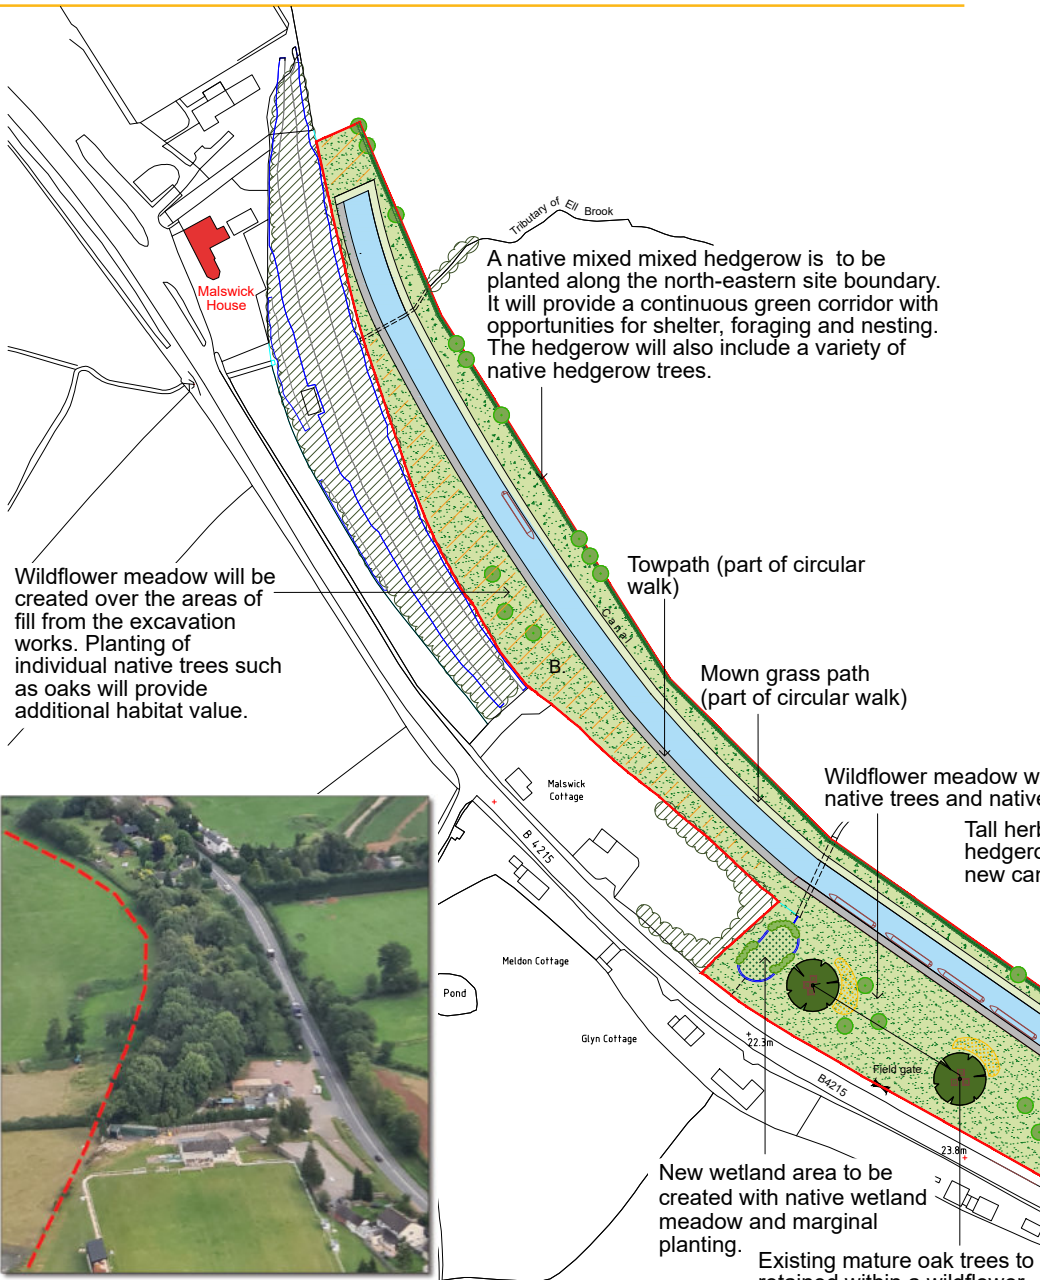 Tributary of Ell Brook
A native mixed mixed hedgerow is to be
planted along the north-eastern site boundary.
It will provide a continuous green corridor with
opportunities for shelter, foraging and nesting.
The hedgerow will also include a variety of
native hedgerow trees.
Malswick
House
Wildflower meadow will be
created over the areas of
fill from the excavation
works. Planting of
individual native trees such
as oaks will provide
additional habitat value.
Towpath (part of circular
walk)
Canal
B
Mown grass path
(part of circular walk)
Wildflower meadow w
native trees and native
Tall herb
hedgero
new can
Malswick
Cottage
B 4215
Meldon Cottage
Pond
Glyn Cottage
22.3m
Field gate
B4215
23.8m
New wetland area to be
created with native wetland
meadow and marginal
planting.
Existing mature oak trees to
retained within a wildflower